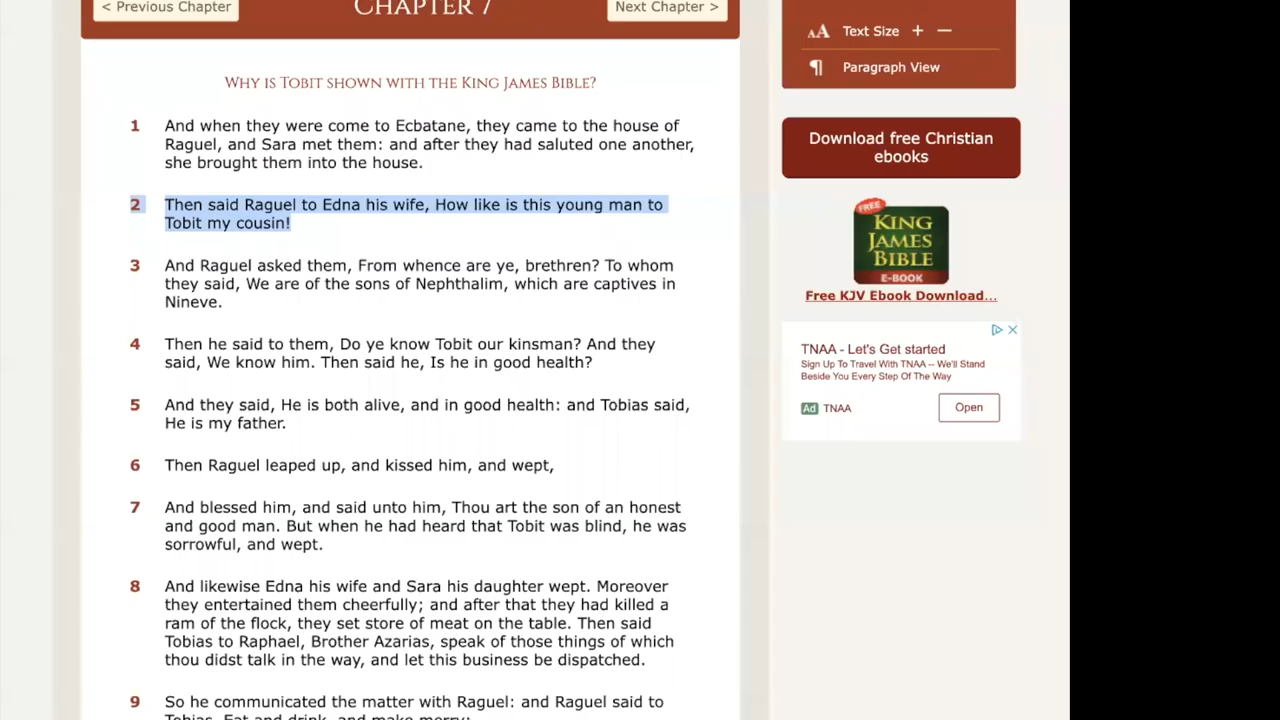 < Previous Chapter
CHAPTER 7
Next Chapter >
WHY IS TOBIT SHOWN WITH THE KING JAMES BIBLE?
1 And when they were come to Ecbatane, they came to the house of
Raguel, and Sara met them: and after they had saluted one another,
she brought them into the house.
2 Then said Raguel to Edna his wife, How like is this young man to
Tobit my cousin!
3 And Raguel asked them, From whence are ye, brethren? To whom
they said, We are of the sons of Nephthalim, which are captives in
Nineve.
4 Then he said to them, Do ye know Tobit our kinsman? And they
said, We know him. Then said he, Is he in good health?
5 And they said, He is both alive, and in good health: and Tobias said,
He is my father.
6 Then Raguel leaped up, and kissed him, and wept,
7 And blessed him, and said unto him, Thou art the son of an honest
and good man. But when he had heard that Tobit was blind, he was
sorrowful, and wept.
8 And likewise Edna his wife and Sara his daughter wept. Moreover
they entertained them cheerfully; and after that they had killed a
ram of the flock, they set store of meat on the table. Then said
Tobias to Raphael, Brother Azarias, speak of those things of which
thou didst talk in the way, and let this business be dispatched.
9 So he communicated the matter with Raguel: and Raguel said to
Tobias, Eat and drink, and make merry:
AA Text Size + −
¶ Paragraph View
Download free Christian
ebooks
FREE
KING
JAMES
BIBLE
E-BOOK
Free KJV Ebook Download...
TNAA - Let's Get started
Sign Up To Travel With TNAA -- We'll Stand
Beside You Every Step Of The Way
Ad TNAA
Open